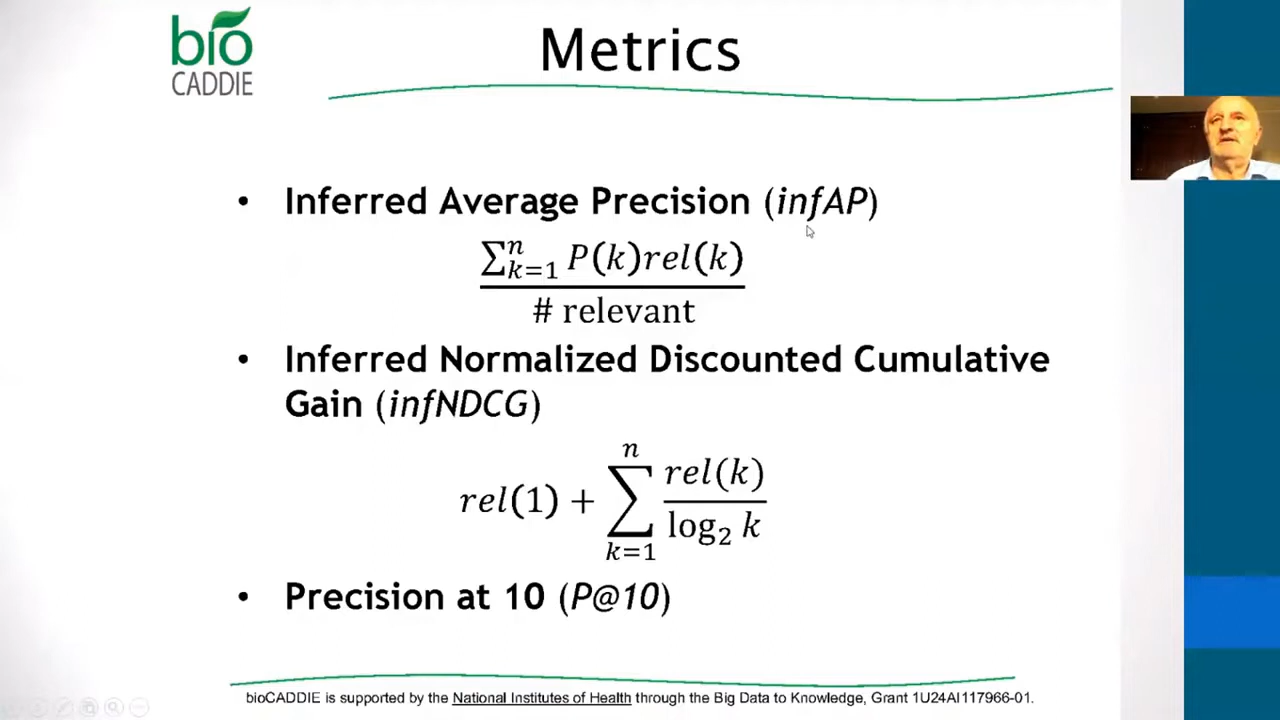 bio
CADDIE
Metrics
• Inferred Average Precision (infAP)
∑ⁿₖ₌₁ P(k)rel(k)
# relevant
• Inferred Normalized Discounted Cumulative
Gain (infNDCG)
n
rel(1) + ∑ rel(k)
log₂ k
k=1
• Precision at 10 (P@10)
bioCADDIE is supported by the National Institutes of Health through the Big Data to Knowledge, Grant 1U24AI117966-01.